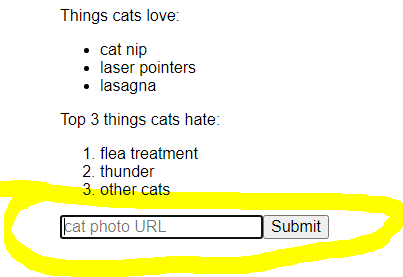 Things cats love:
• cat nip
• laser pointers
• lasagna
Top 3 things cats hate:
1. flea treatment
2. thunder
3. other cats
cat photo URL Submit